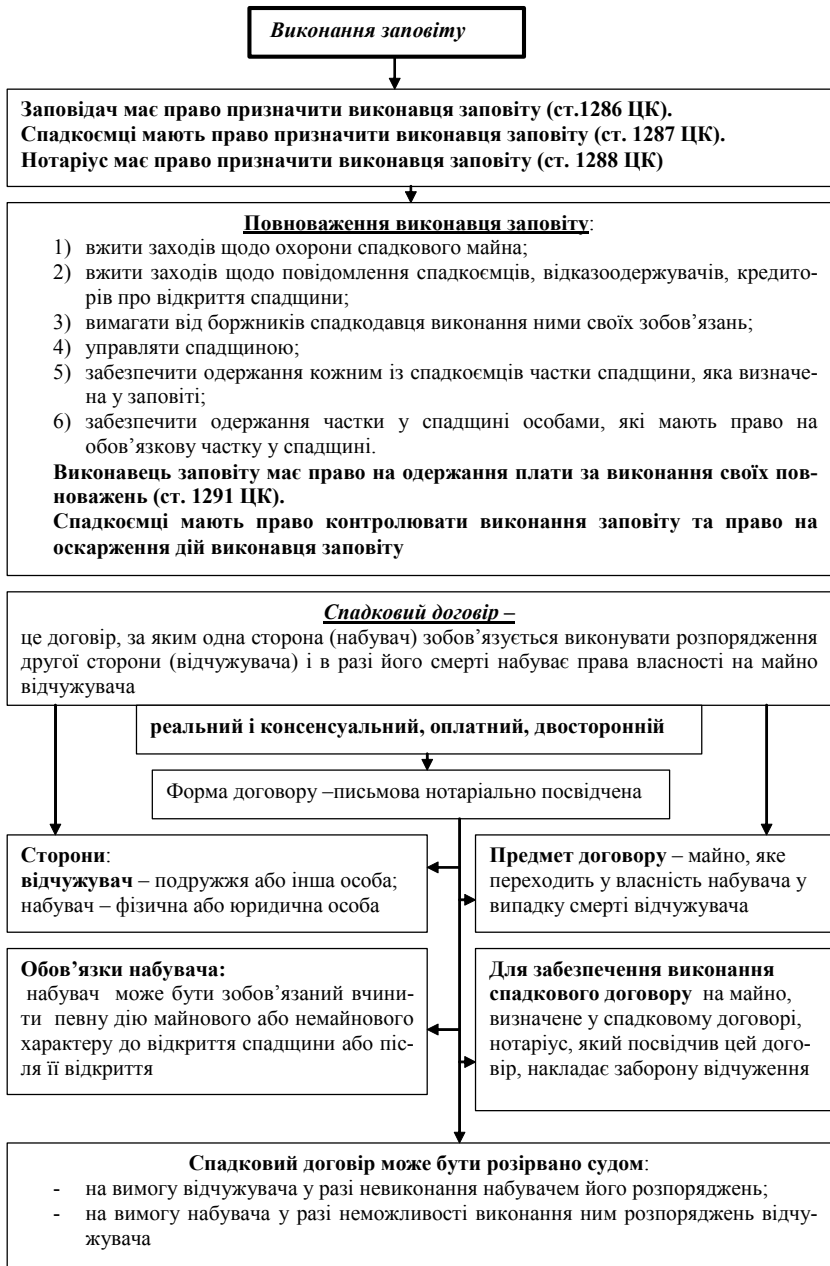 Виконання заповіту
Заповідач має право призначити виконавця заповіту (ст.1286 ЦК).
Спадкоємці мають право призначити виконавця заповіту (ст. 1287 ЦК).
Нотаріус має право призначити виконавця заповіту (ст. 1288 ЦК)
Повноваження виконавця заповіту:
1) вжити заходів щодо охорони спадкового майна;
2) вжити заходів щодо повідомлення спадкоємців, відказоодержувачів, кредито-
рів про відкриття спадщини;
3) вимагати від боржників спадкодавця виконання ними своїх зобов’язань;
4) управляти спадщиною;
5) забезпечити одержання кожним із спадкоємців частки спадщини, яка визначе-
на у заповіті;
6) забезпечити одержання частки у спадщині особами, які мають право на
обов’язкову частку у спадщині.
Виконавець заповіту має право на одержання плати за виконання своїх пов-
новажень (ст. 1291 ЦК).
Спадкоємці мають право контролювати виконання заповіту та право на
оскарження дій виконавця заповіту
Спадковий договір –
це договір, за яким одна сторона (набувач) зобов’язується виконувати розпорядження
другої сторони (відчужувача) і в разі його смерті набуває права власності на майно
відчужувача
реальний і консенсуальний, оплатний, двосторонній
Форма договору –письмова нотаріально посвідчена
Сторони:
відчужувач – подружжя або інша особа;
набувач – фізична або юридична особа
Предмет договору – майно, яке
переходить у власність набувача у
випадку смерті відчужувача
Обов’язки набувача:
набувач може бути зобов’язаний вчини-
ти певну дію майнового або немайнового
характеру до відкриття спадщини або піс-
ля її відкриття
Для забезпечення виконання
спадкового договору на майно,
визначене у спадковому договорі,
нотаріус, який посвідчив цей дого-
вір, накладає заборону відчуження
Спадковий договір може бути розірвано судом:
- на вимогу відчужувача у разі невиконання набувачем його розпоряджень;
- на вимогу набувача у разі неможливості виконання ним розпоряджень відчу-
жувача